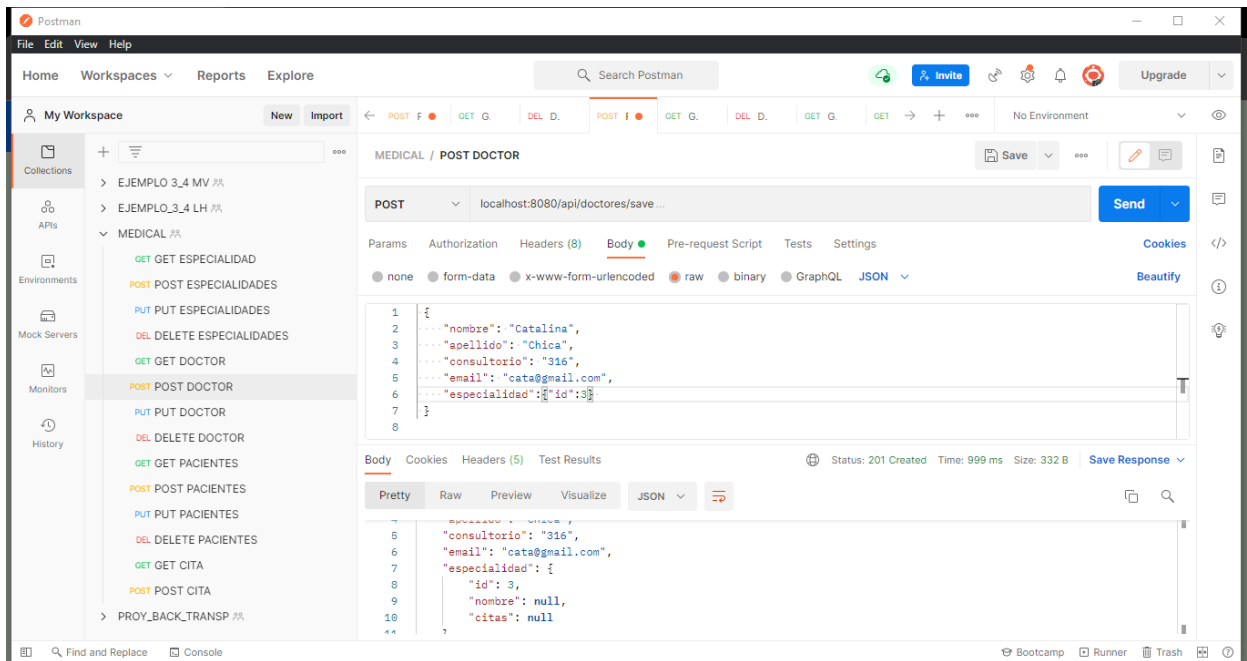 Postman
File Edit View Help
Home Workspaces Reports Explore Search Postman Invite Upgrade
My Workspace New Import POST F GET G. DEL D. POST F GET G. DEL D. GET G. GET ooo No Environment
Collections
APIs
Environments
Mock Servers
Monitors
History
EJEMPLO 3_4 MV
EJEMPLO_3_4 LH
MEDICAL
GET GET ESPECIALIDAD
POST POST ESPECIALIDADES
PUT PUT ESPECIALIDADES
DEL DELETE ESPECIALIDADES
GET GET DOCTOR
POST POST DOCTOR
PUT PUT DOCTOR
DEL DELETE DOCTOR
GET GET PACIENTES
POST POST PACIENTES
PUT PUT PACIENTES
DEL DELETE PACIENTES
GET GET CITA
POST POST CITA
PROY_BACK_TRANSP
MEDICAL / POST DOCTOR Save
POST localhost:8080/api/doctores/save... Send
Params Authorization Headers (8) Body Pre-request Script Tests Settings Cookies
none form-data x-www-form-urlencoded raw binary GraphQL JSON Beautify
1 {
2 "nombre": "Catalina",
3 "apellido": "Chica",
4 "consultorio": "316",
5 "email": "cata@gmail.com",
6 "especialidad":{"id":3}
7 }
8
Body Cookies Headers (5) Test Results Status: 201 Created Time: 999 ms Size: 332 B Save Response
Pretty Raw Preview Visualize JSON
5 "consultorio": "316",
6 "email": "cata@gmail.com",
7 "especialidad": {
8 "id": 3,
9 "nombre": null,
10 "citas": null
Find and Replace Console Bootcamp Runner Trash